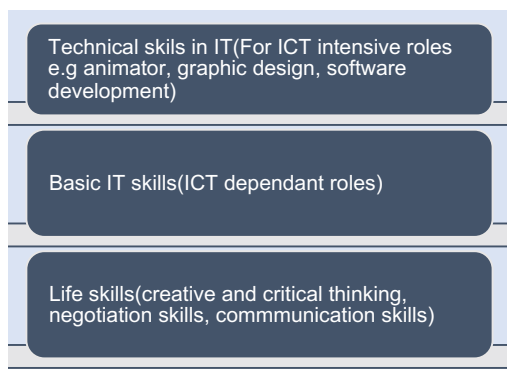 Technical skils in IT(For ICT intensive roles
e.g animator, graphic design, software
development)
Basic IT skills(ICT dependant roles)
Life skills(creative and critical thinking,
negotiation skills, commmunication skills)